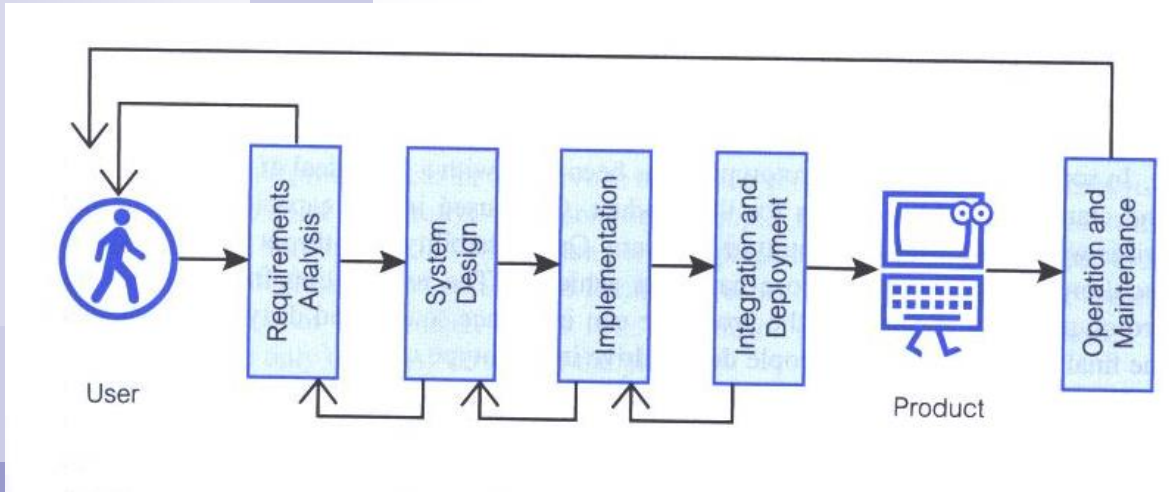 User
Requirements
Analysis
System
Design
Implementation
Integration and
Deployment
Product
Operation and
Maintenance